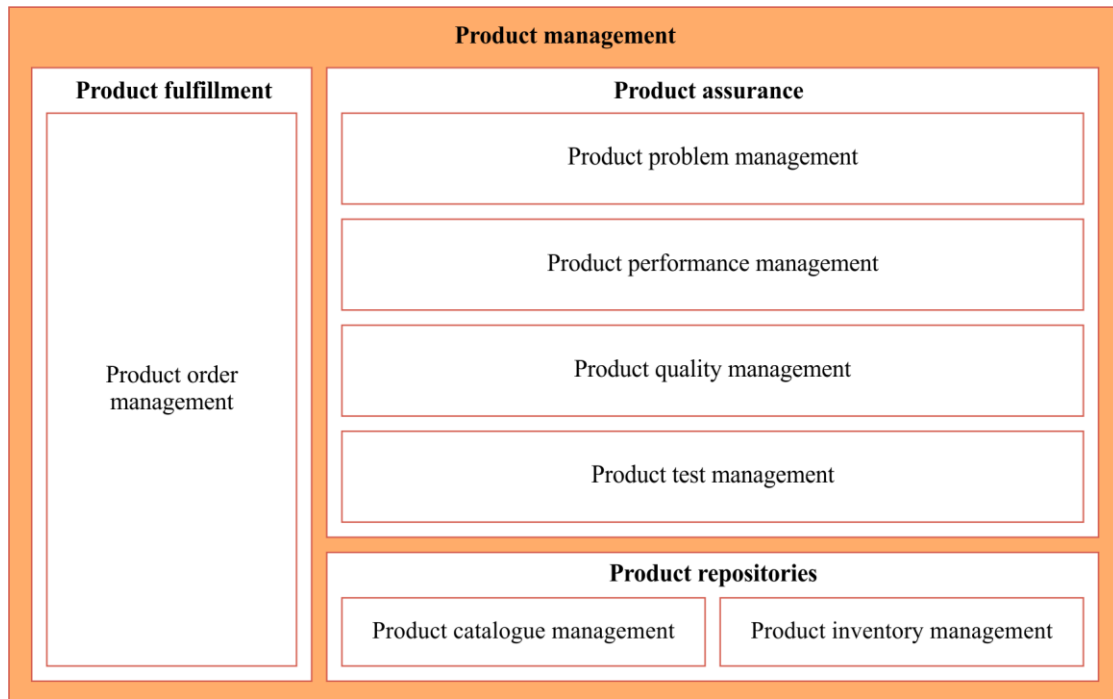 Product management
Product fulfillment
Product order
management
Product assurance
Product problem management
Product performance management
Product quality management
Product test management
Product repositories
Product catalogue management
Product inventory management